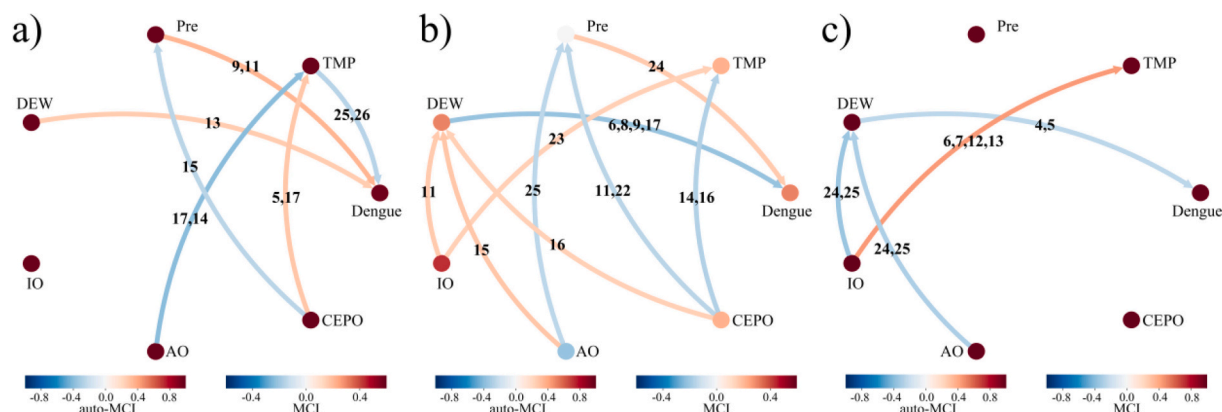 a)
Pre
TMP
9,11
DEW
25,26
13
15
5,17
Dengue
17,14
IO
CEPO
AO
-0.8 -0.4 0.0 0.4 0.8
auto-MCI
-0.4 0.0 0.4
MCI
b)
Pre
TMP
24
DEW
6,8,9,17
23
11
25
11,22
14,16
Dengue
15
16
IO
CEPO
AO
-0.8 -0.4 0.0 0.4 0.8
auto-MCI
-0.4 0.0 0.4
MCI
c)
Pre
TMP
DEW
4,5
6,7,12,13
24,25
Dengue
24,25
IO
CEPO
AO
-0.8 -0.4 0.0 0.4 0.8
auto-MCI
-0.8 -0.4 0.0 0.4 0.8
MCI